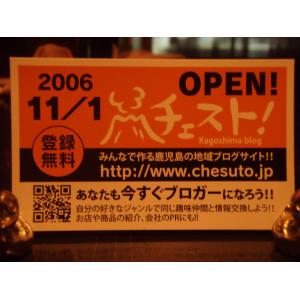 2006
OPEN!
11/1
チェスト!
Kagoshima blog
登録
無料
みんなで作る鹿児島の地域ブログサイト!!
http://www.chesuto.jp
あなたも今すぐブロガーになろう!!
自分の好きなジャンルで同じ趣味仲間と情報交換しよう!!
お店や商品の紹介、会社のPRにも!!